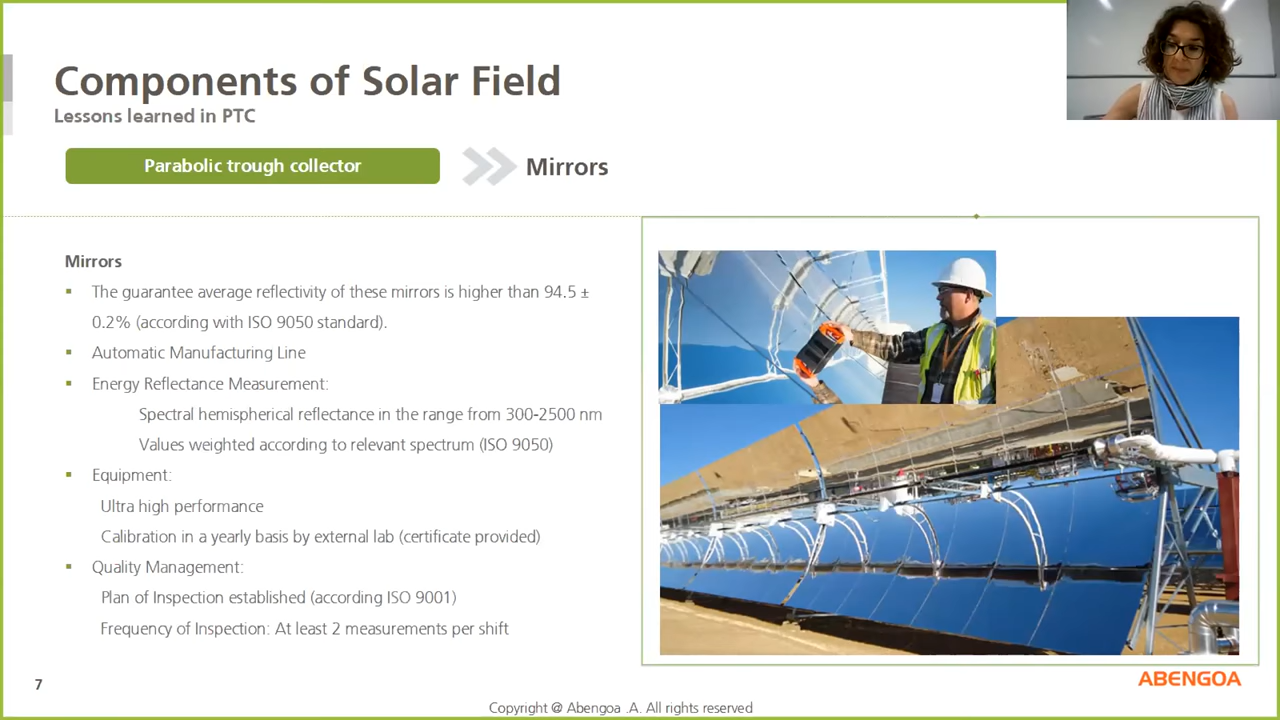 Components of Solar Field
Lessons learned in PTC
Parabolic trough collector
Mirrors
Mirrors
▪ The guarantee average reflectivity of these mirrors is higher than 94.5 ±
0.2% (according with ISO 9050 standard).
▪ Automatic Manufacturing Line
▪ Energy Reflectance Measurement:
Spectral hemispherical reflectance in the range from 300-2500 nm
Values weighted according to relevant spectrum (ISO 9050)
▪ Equipment:
Ultra high performance
Calibration in a yearly basis by external lab (certificate provided)
▪ Quality Management:
Plan of Inspection established (according ISO 9001)
Frequency of Inspection: At least 2 measurements per shift
7
ABENGOA
Copyright @ Abengoa .A. All rights reserved